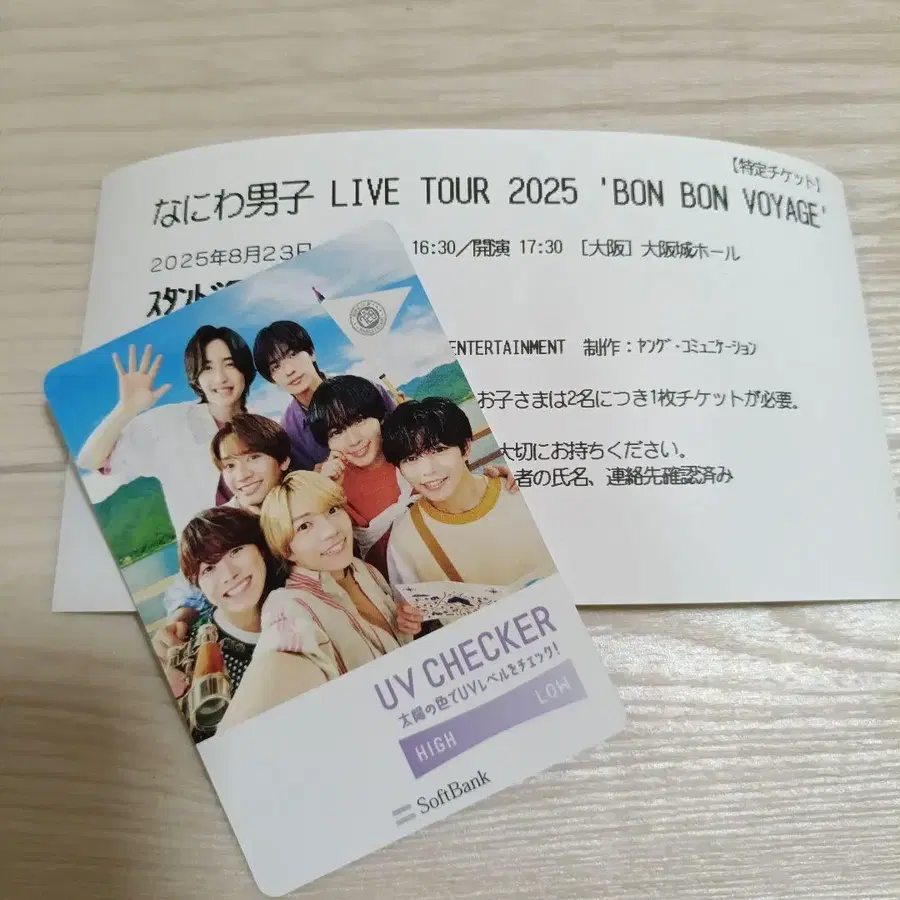 【特定チケット】
なにわ男子 LIVE TOUR 2025 'BON BON VOYAGE'
2025年8月23日 16:30/開演 17:30 [大阪] 大阪城ホール
スタンド
ENTERTAINMENT 制作:ヤング・コミュニケーション
お子さまは2名につき1枚チケットが必要。
大切にお持ちください。
者の氏名、連絡先確認済み
UV CHECKER
太陽の色でUVレベルをチェック!
HIGH LOW
SoftBank